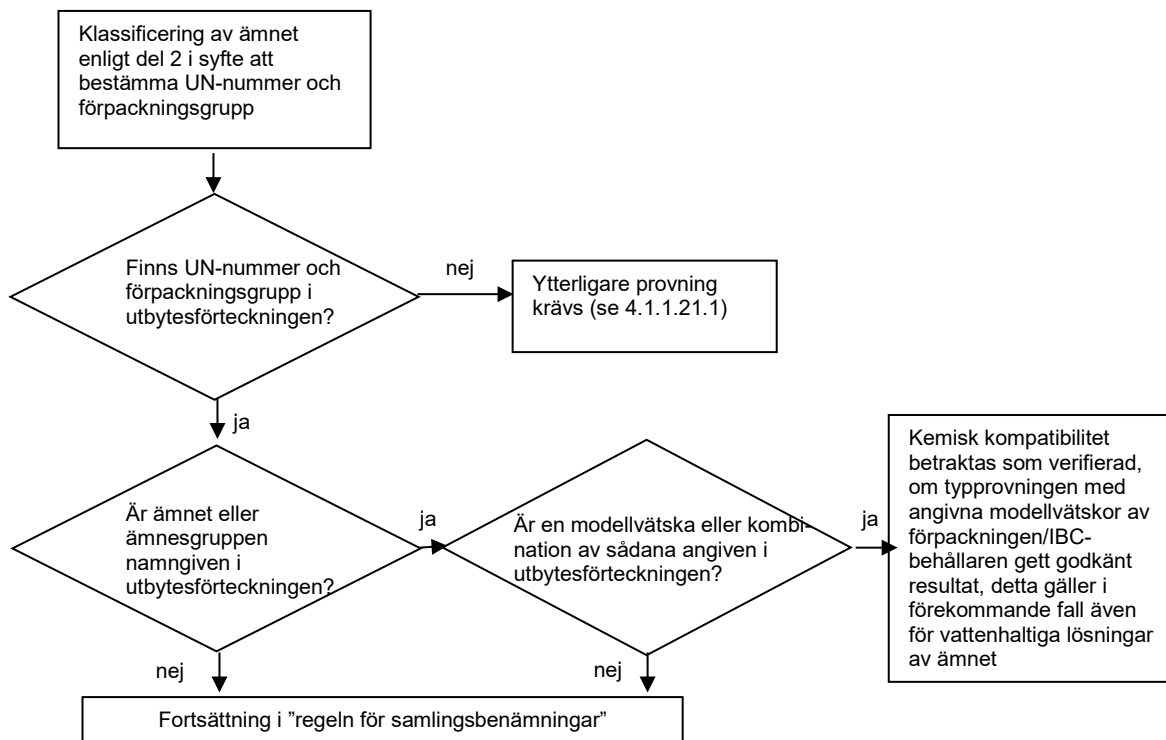 Klassificering av ämnet
enligt del 2 i syfte att
bestämma UN-nummer och
förpackningsgrupp
Finns UN-nummer och
förpackningsgrupp i
utbytesförteckningen?
nej
Ytterligare provning
krävs (se 4.1.1.21.1)
ja
Är ämnet eller
ämnesgruppen
namngiven i
utbytesförteckningen?
ja
Är en modellvätska eller kombi-
nation av sådana angiven i
utbytesförteckningen?
ja
Kemisk kompatibilitet
betraktas som verifierad,
om typprovningen med
angivna modellvätskor av
förpackningen/IBC-
behållaren gett godkänt
resultat, detta gäller i
förekommande fall även
för vattenhaltiga lösningar
av ämnet
nej
nej
Fortsättning i ”regeln för samlingsbenämningar”